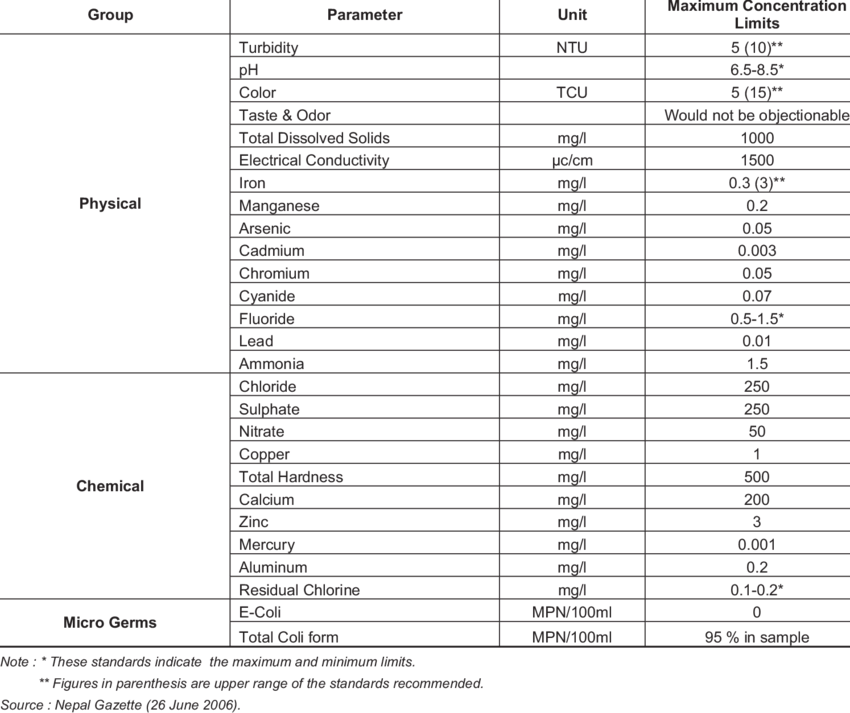 Group Parameter Unit Maximum Concentration Limits
Physical
Turbidity NTU 5 (10)**
pH 6.5-8.5*
Color TCU 5 (15)**
Taste & Odor Would not be objectionable
Total Dissolved Solids mg/l 1000
Electrical Conductivity µc/cm 1500
Iron mg/l 0.3 (3)**
Manganese mg/l 0.2
Arsenic mg/l 0.05
Cadmium mg/l 0.003
Chromium mg/l 0.05
Cyanide mg/l 0.07
Fluoride mg/l 0.5-1.5*
Lead mg/l 0.01
Ammonia mg/l 1.5
Chemical
Chloride mg/l 250
Sulphate mg/l 250
Nitrate mg/l 50
Copper mg/l 1
Total Hardness mg/l 500
Calcium mg/l 200
Zinc mg/l 3
Mercury mg/l 0.001
Aluminum mg/l 0.2
Residual Chlorine mg/l 0.1-0.2*
Micro Germs
E-Coli MPN/100ml 0
Total Coli form MPN/100ml 95 % in sample
Note : * These standards indicate the maximum and minimum limits.
** Figures in parenthesis are upper range of the standards recommended.
Source : Nepal Gazette (26 June 2006).